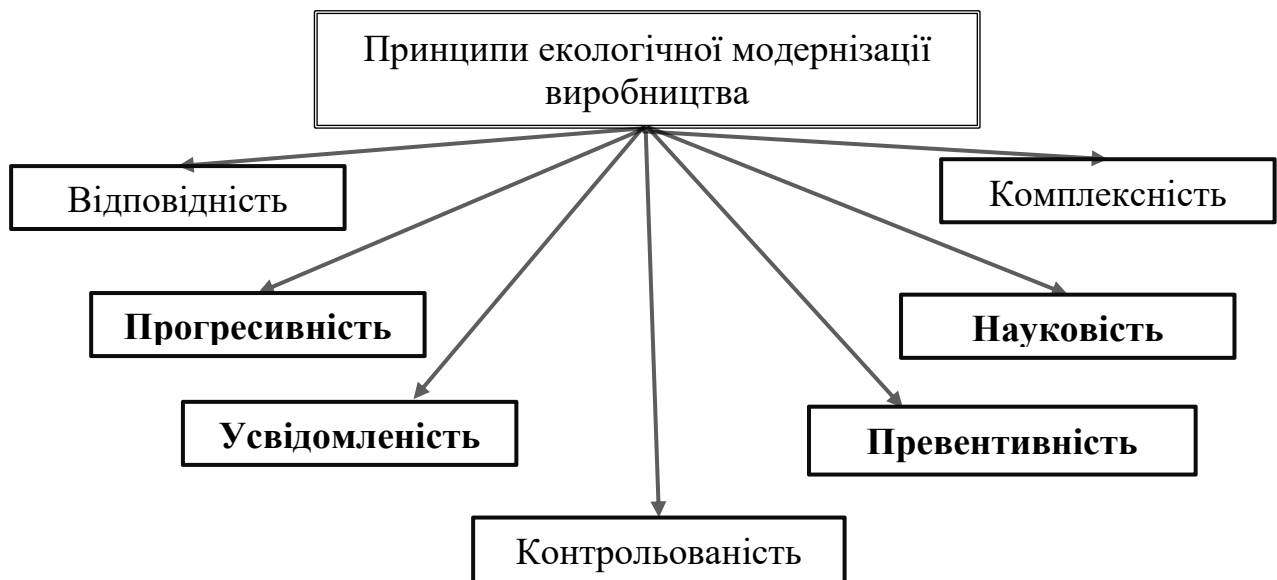 Принципи екологічної модернізації
виробництва
Відповідність
Комплексність
Прогресивність
Науковість
Усвідомленість
Превентивність
Контрольованість